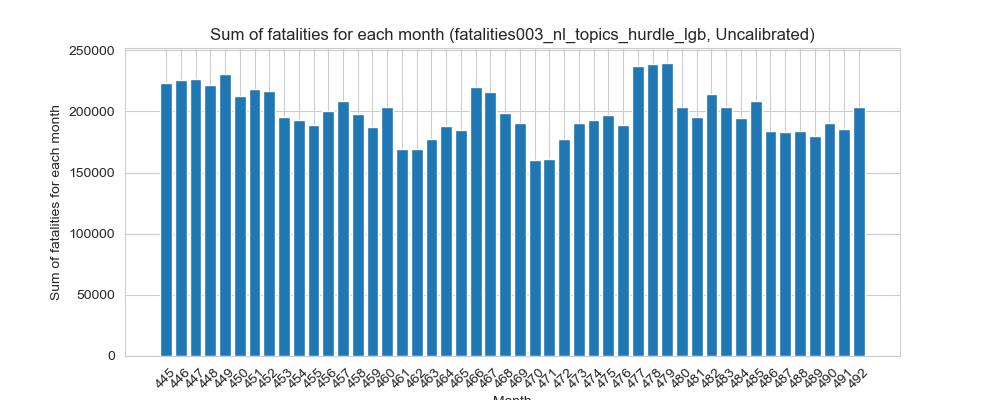 Sum of fatalities for each month (fatalities003_nl_topics_hurdle_lgb, Uncalibrated)
Sum of fatalities for each month
250000
200000
150000
100000
50000
0
445 446 447 448 449 450 451 452 453 454 455 456 457 458 459 460 461 462 463 464 465 466 467 468 469 470 471 472 473 474 475 476 477 478 479 480 481 482 483 484 485 486 487 488 489 490 491 492
Month